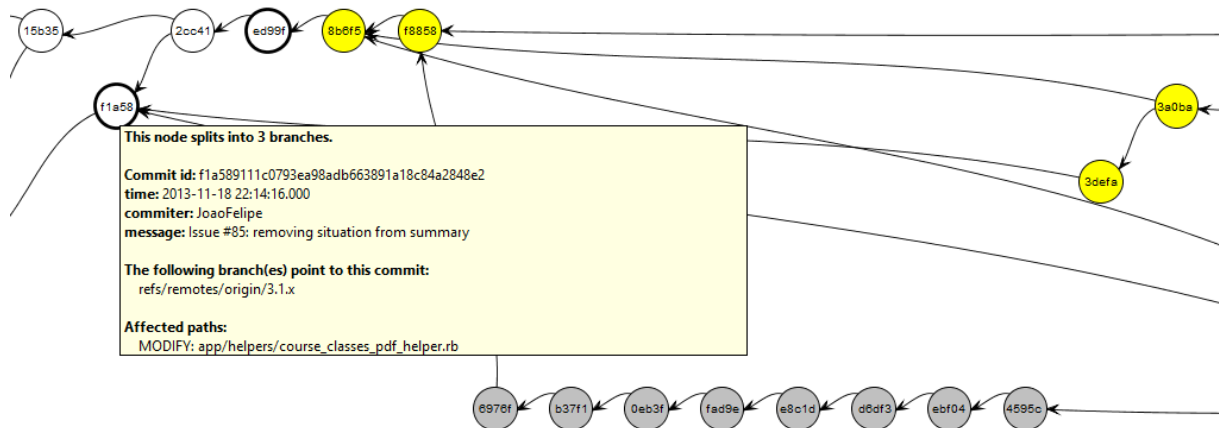 15b35 2cc41 ed99f 8b6f5 f8858
f1a58 3a0ba
This node splits into 3 branches.
Commit id: f1a589111c0793ea98adb663891a18c84a2848e2
3defa
time: 2013-11-18 22:14:16.000
commiter: JoaoFelipe
message: Issue #85: removing situation from summary
The following branch(es) point to this commit:
refs/remotes/origin/3.1.x
Affected paths:
MODIFY: app/helpers/course_classes_pdf_helper.rb
6976f b37f1 0eb3f fad9e e8c1d d6df3 ebf04 4595c